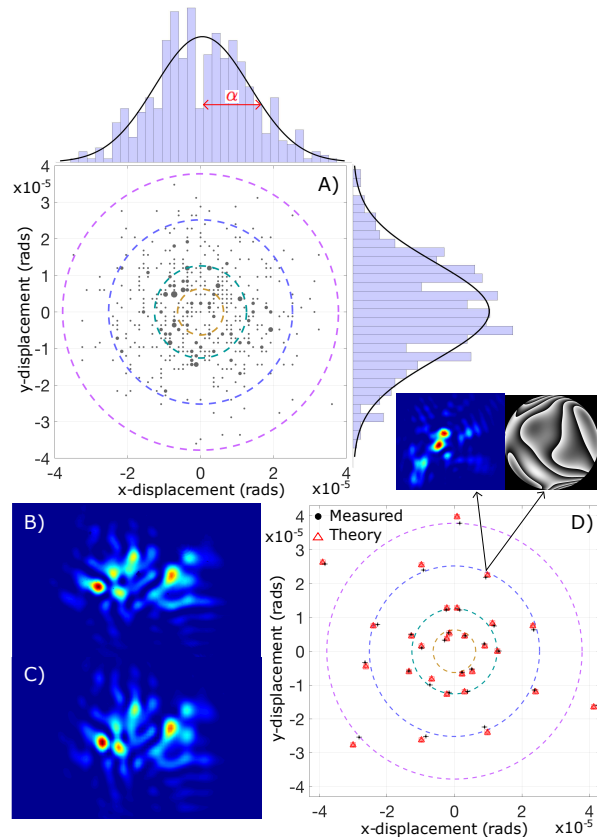 α
A)
4
x10⁻⁵
3
2
1
0
-1
-2
-3
-4
y-displacement (rads)
-4 -2 0 2 4
x-displacement (rads) x10⁻⁵
B)
C)
D)
Measured
Theory
4
x10⁻⁵
3
2
1
0
-1
-2
-3
-4
y-displacement (rads)
-4 -2 0 2 4
x-displacement (rads) x10⁻⁵